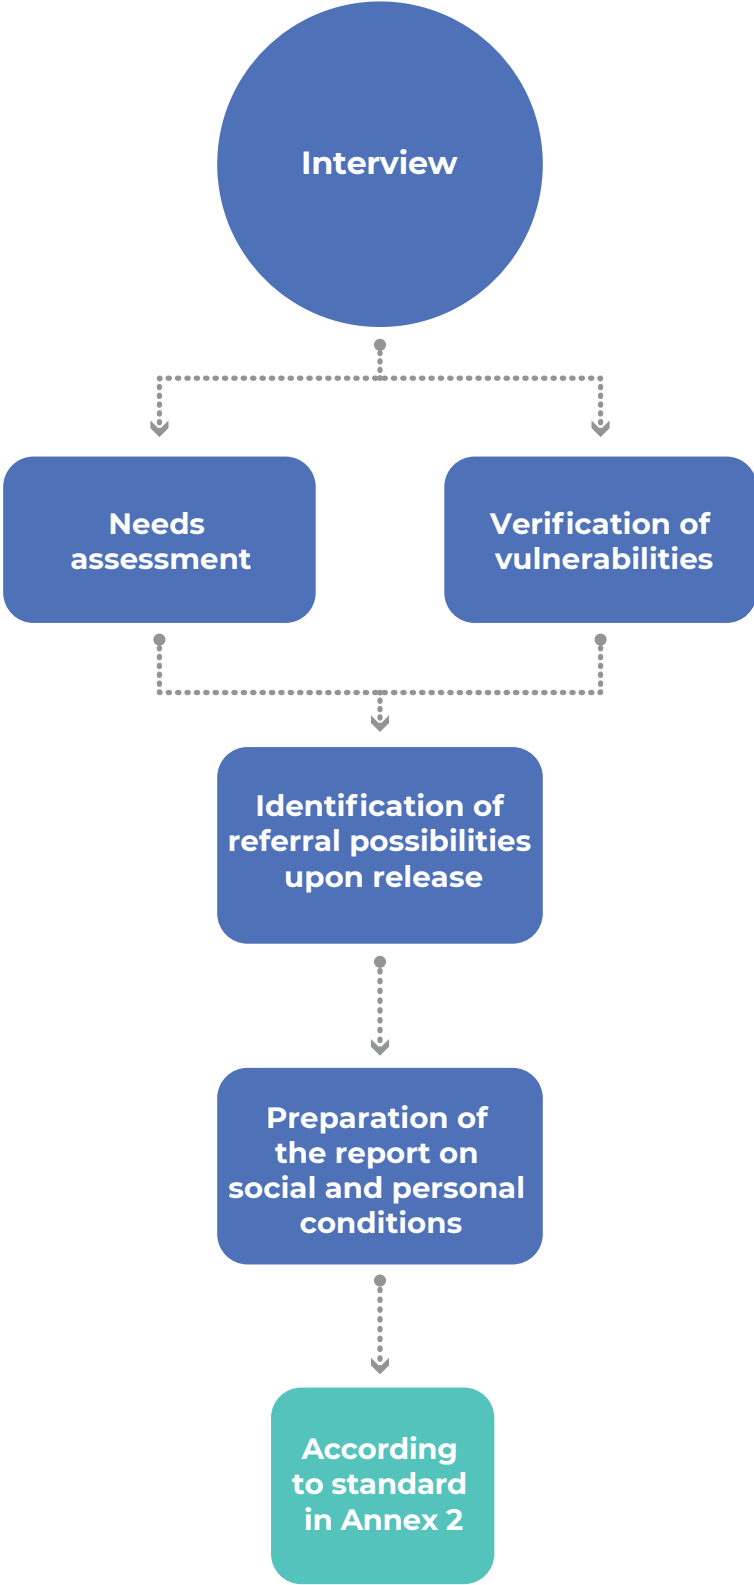 Interview
Needs
assessment
Verification of
vulnerabilities
Identification of
referral possibilities
upon release
Preparation of
the report on
social and personal
conditions
According
to standard
in Annex 2